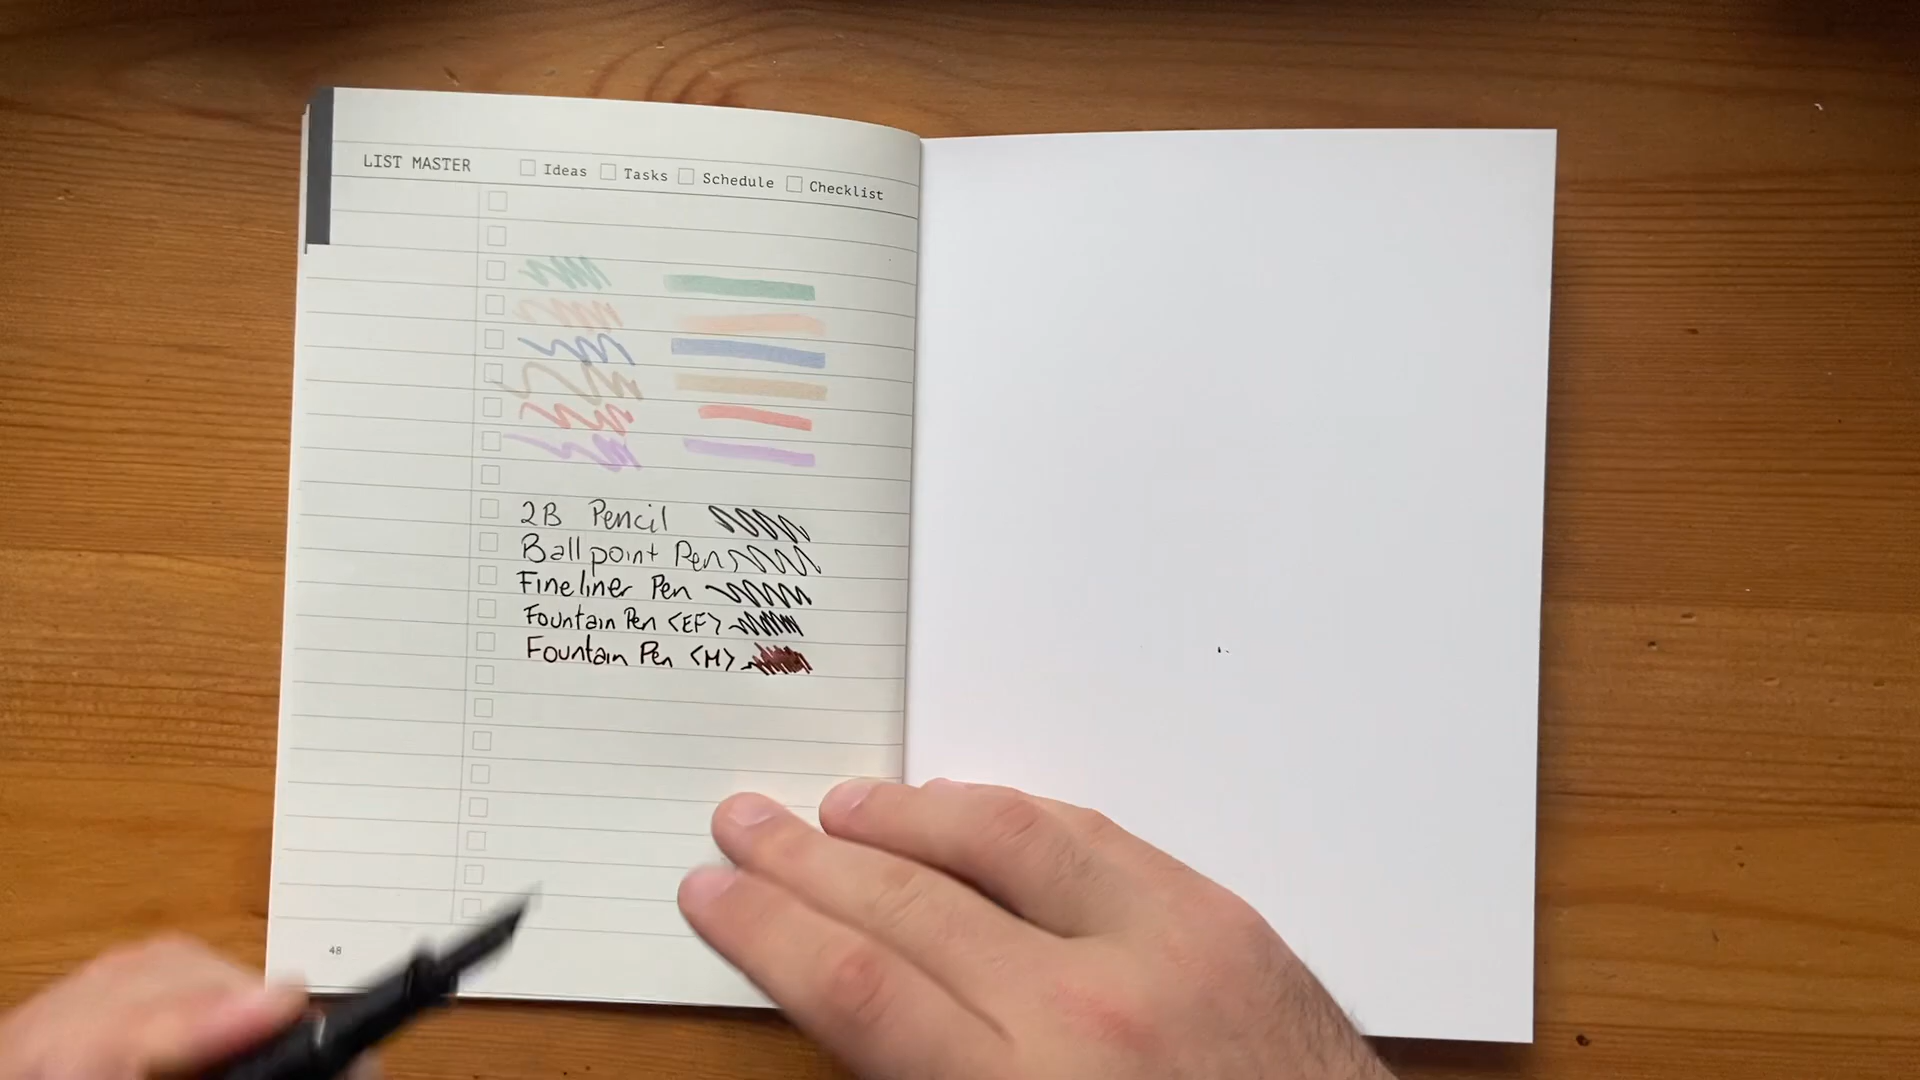 LIST MASTER Ideas Tasks Schedule Checklist
2B Pencil
Ballpoint Pen
Fineliner Pen
Fountain Pen <EF>
Fountain Pen <M>
48